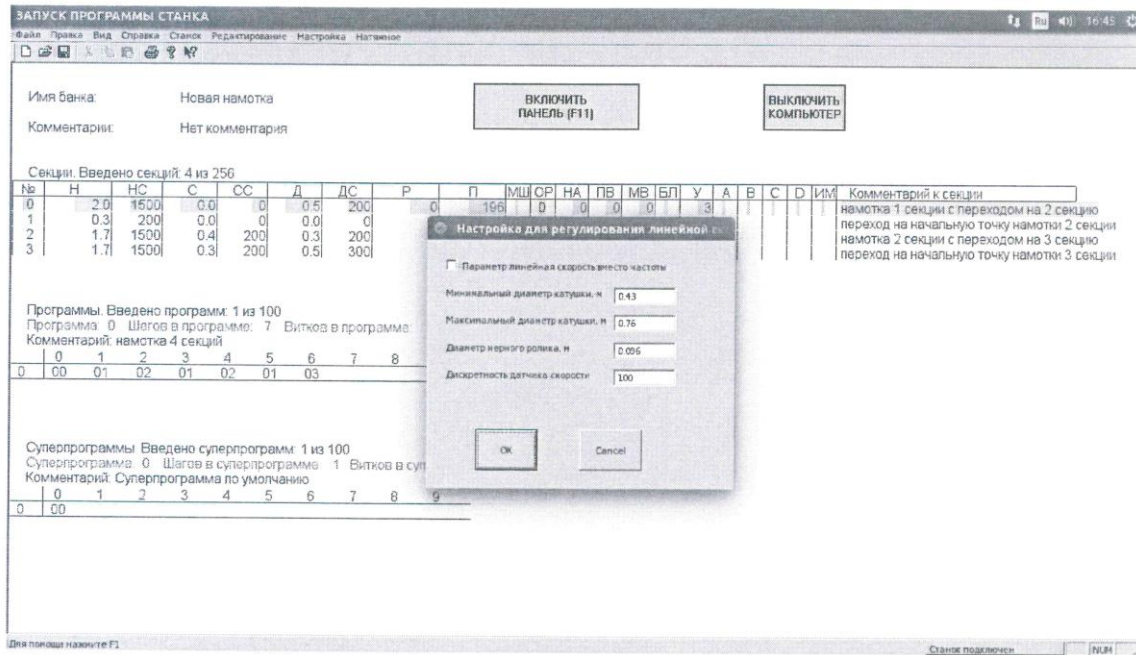 ЗАПУСК ПРОГРАММЫ СТАНКА Ru 16:45
Файл Правка Вид Справка Станок Редактирование Настройка Натяжное
Имя банка: Новая намотка
ВКЛЮЧИТЬ
ПАНЕЛЬ (F11)
ВЫКЛЮЧИТЬ
КОМПЬЮТЕР
Комментарии: Нет комментария
Секции. Введено секций: 4 из 256
№ Н НС С СС Д ДС Р П МШ ОР НА ПВ МВ БЛ У А В С D ИМ Комментарий к секции
0 2.0 1500 0.0 0 0.5 200 0 196 0 0 0 0 3 намотка 1 секции с переходом на 2 секцию
1 0.3 200 0.0 0 0.0 0 переход на начальную точку намотки 2 секции
2 1.7 1500 0.4 200 0.3 200 намотка 2 секции с переходом на 3 секцию
3 1.7 1500 0.3 200 0.5 300 переход на начальную точку намотки 3 секции
Настройка для регулирования линейной
Параметр линейная скорость вместо частоты
Минимальный диаметр катушки, м 0.43
Максимальный диаметр катушки, м 0.76
Диаметр мерного ролика, м 0.096
Дискретность датчика скорости 100
OK Cancel
Программы. Введено программ: 1 из 100
Программа: 0 Шагов в программе: 7 Витков в программе:
Комментарий: намотка 4 секций
0 1 2 3 4 5 6 7 8
0 00 01 02 01 02 01 03
Суперпрограммы. Введено суперпрограмм: 1 из 100
Суперпрограмма: 0 Шагов в суперпрограмме: 1 Витков в суп
Комментарий: Суперпрограмма по умолчанию
0 1 2 3 4 5 6 7 8 9
0 00
Для помощи нажмите F1
Станок подключен NUM